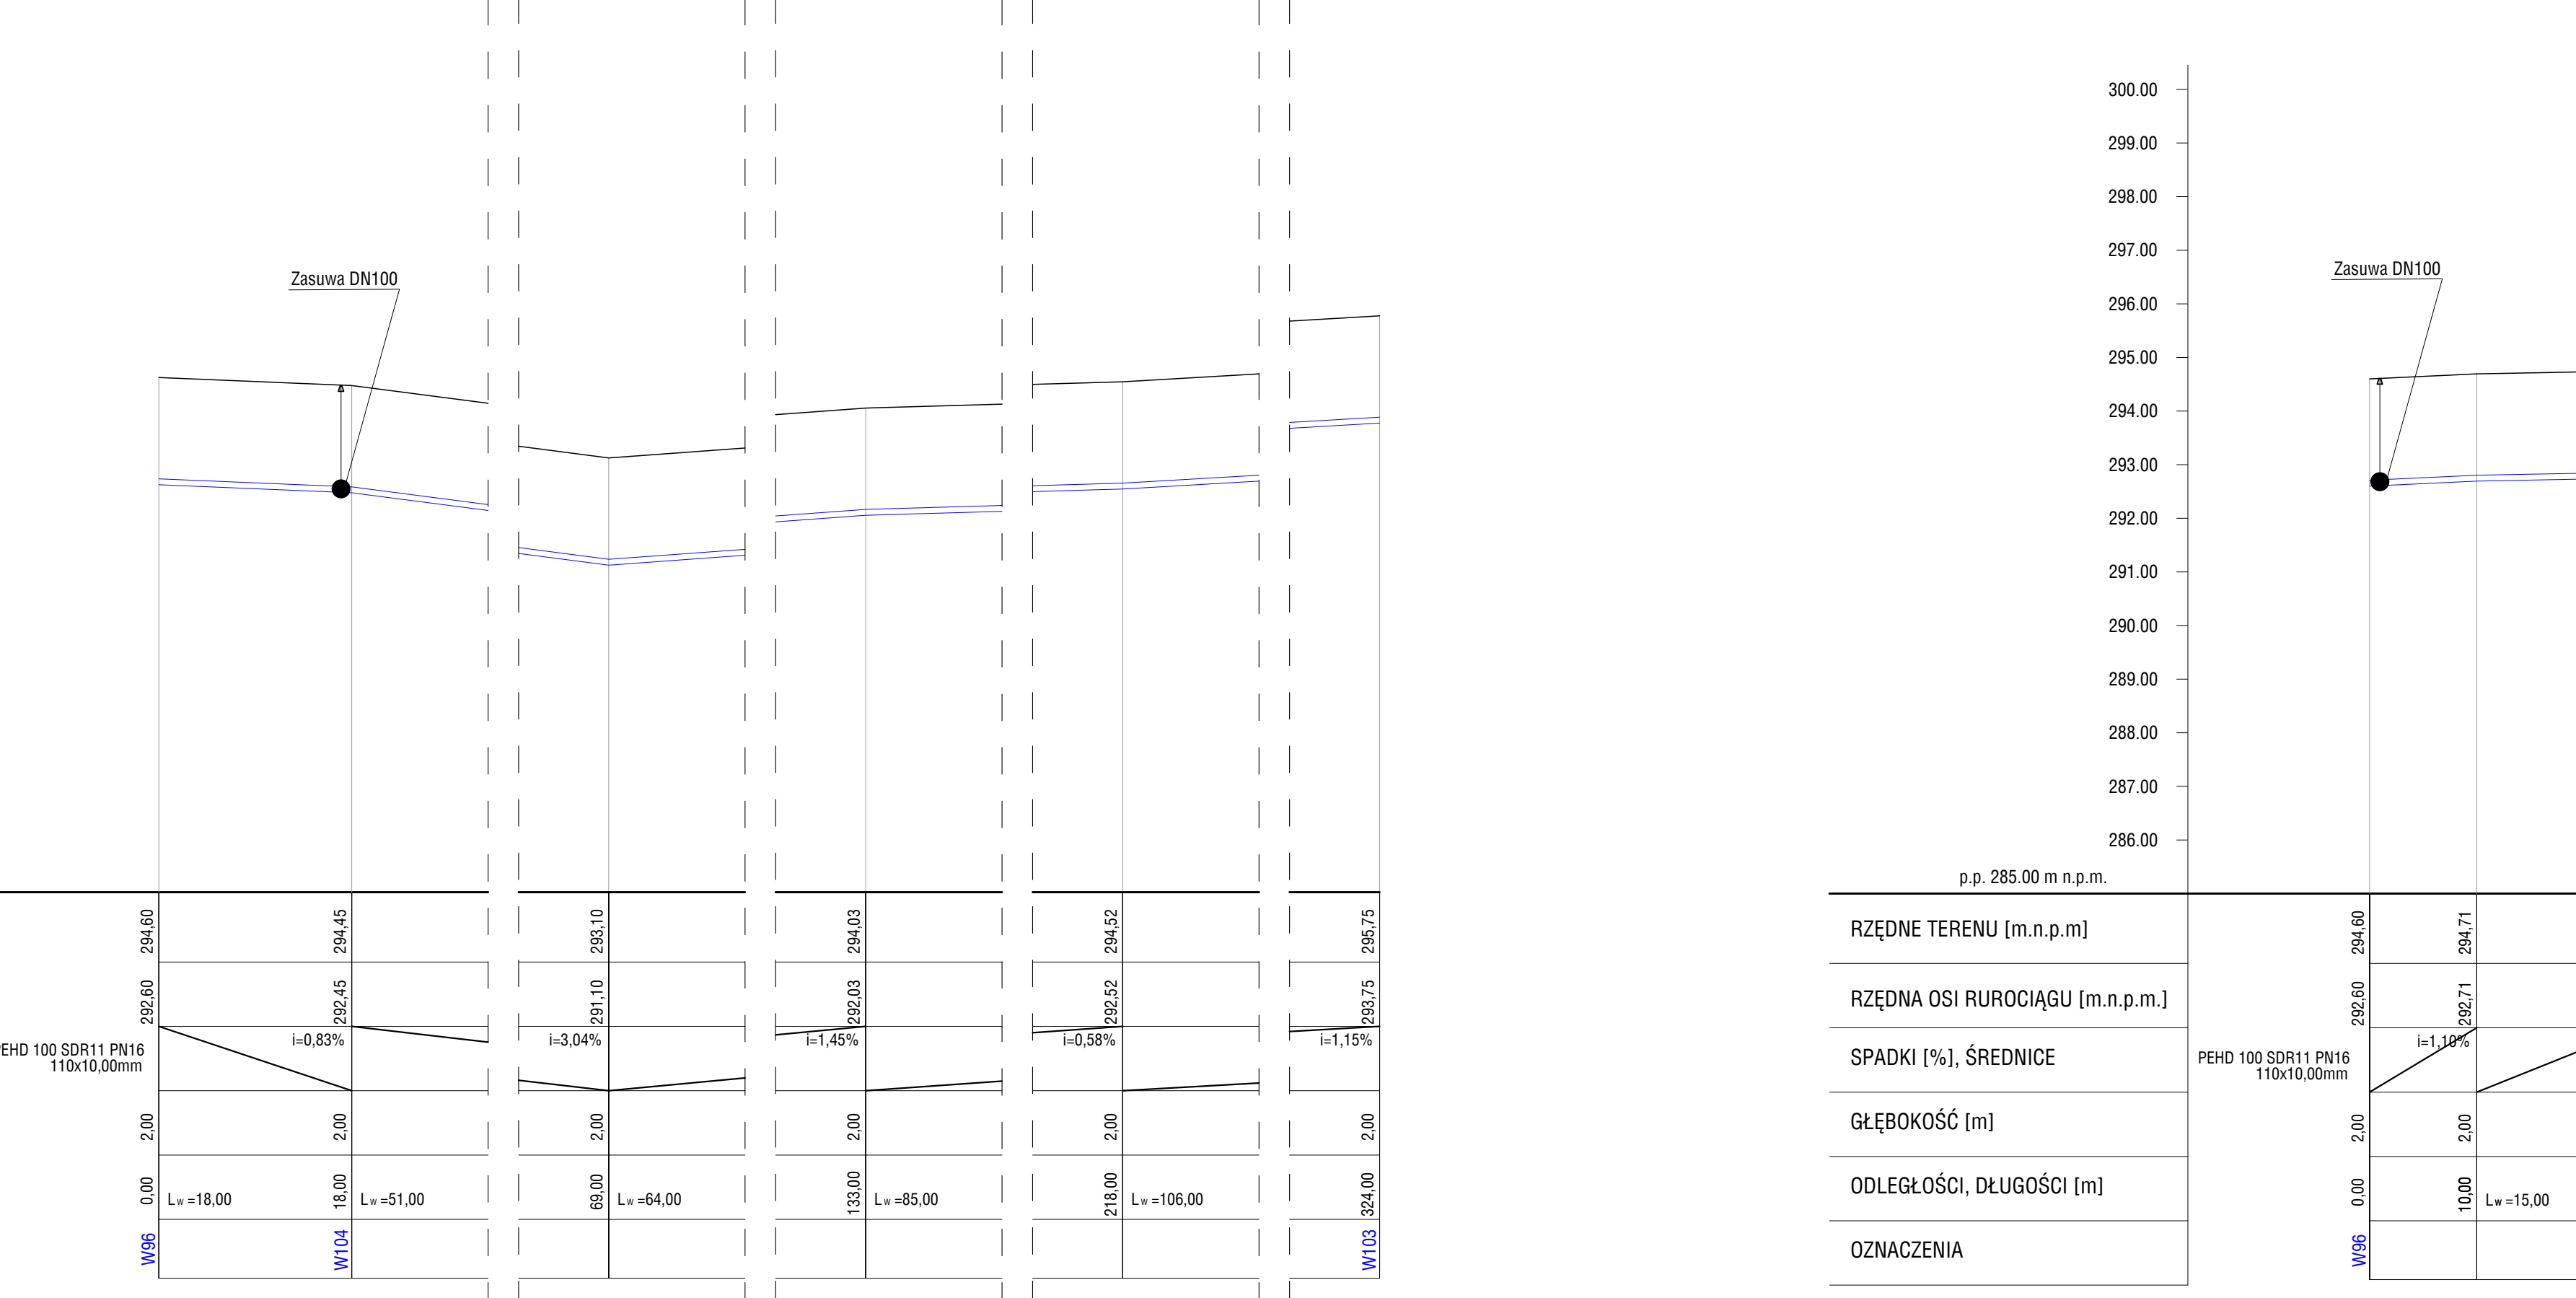 Zasuwa DN100
294,60
294,45
293,10
294,03
294,52
295,75
292,60
292,45
291,10
292,03
292,52
293,75
EHD 100 SDR11 PN16
110x10,00mm
i=0,83%
i=3,04%
i=1,45%
i=0,58%
i=1,15%
2,00
2,00
2,00
2,00
2,00
2,00
0,00
Lw=18,00
18,00
Lw=51,00
69,00
Lw=64,00
133,00
Lw=85,00
218,00
Lw=106,00
324,00
W96
W104
W103
300.00
299.00
298.00
297.00
296.00
295.00
294.00
293.00
292.00
291.00
290.00
289.00
288.00
287.00
286.00
p.p. 285.00 m n.p.m.
Zasuwa DN100
RZĘDNE TERENU [m.n.p.m]
294,60
294,71
RZĘDNA OSI RUROCIĄGU [m.n.p.m.]
292,60
292,71
SPADKI [%], ŚREDNICE
PEHD 100 SDR11 PN16
110x10,00mm
i=1,10%
GŁĘBOKOŚĆ [m]
2,00
2,00
ODLEGŁOŚCI, DŁUGOŚCI [m]
0,00
10,00
Lw=15,00
OZNACZENIA
W96